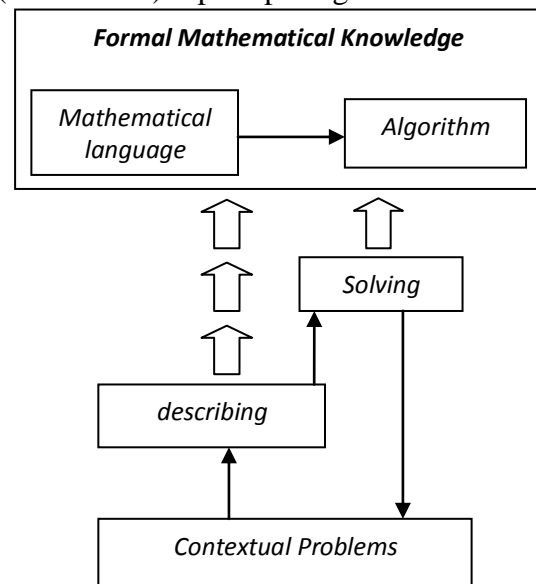 Formal Mathematical Knowledge
Mathematical
language
Algorithm
Solving
describing
Contextual Problems